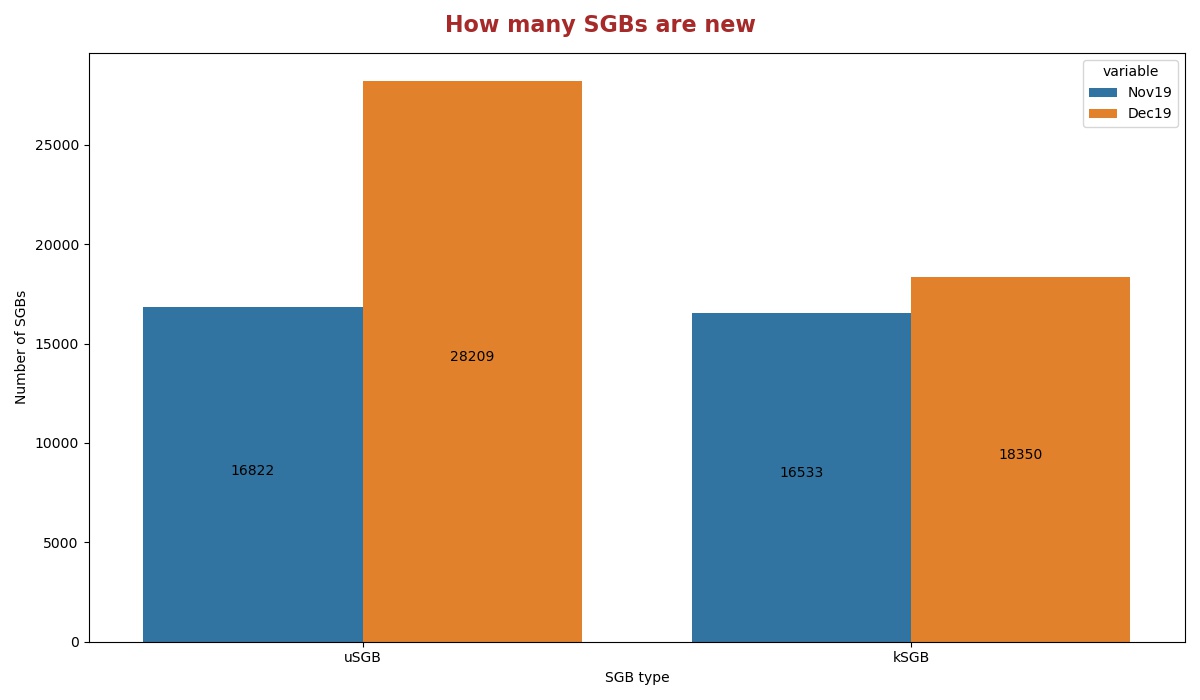 How many SGBs are new
variable
Nov19
Dec19
Number of SGBs
25000
20000
15000
10000
5000
0
28209
16822
16533
18350
uSGB
kSGB
SGB type